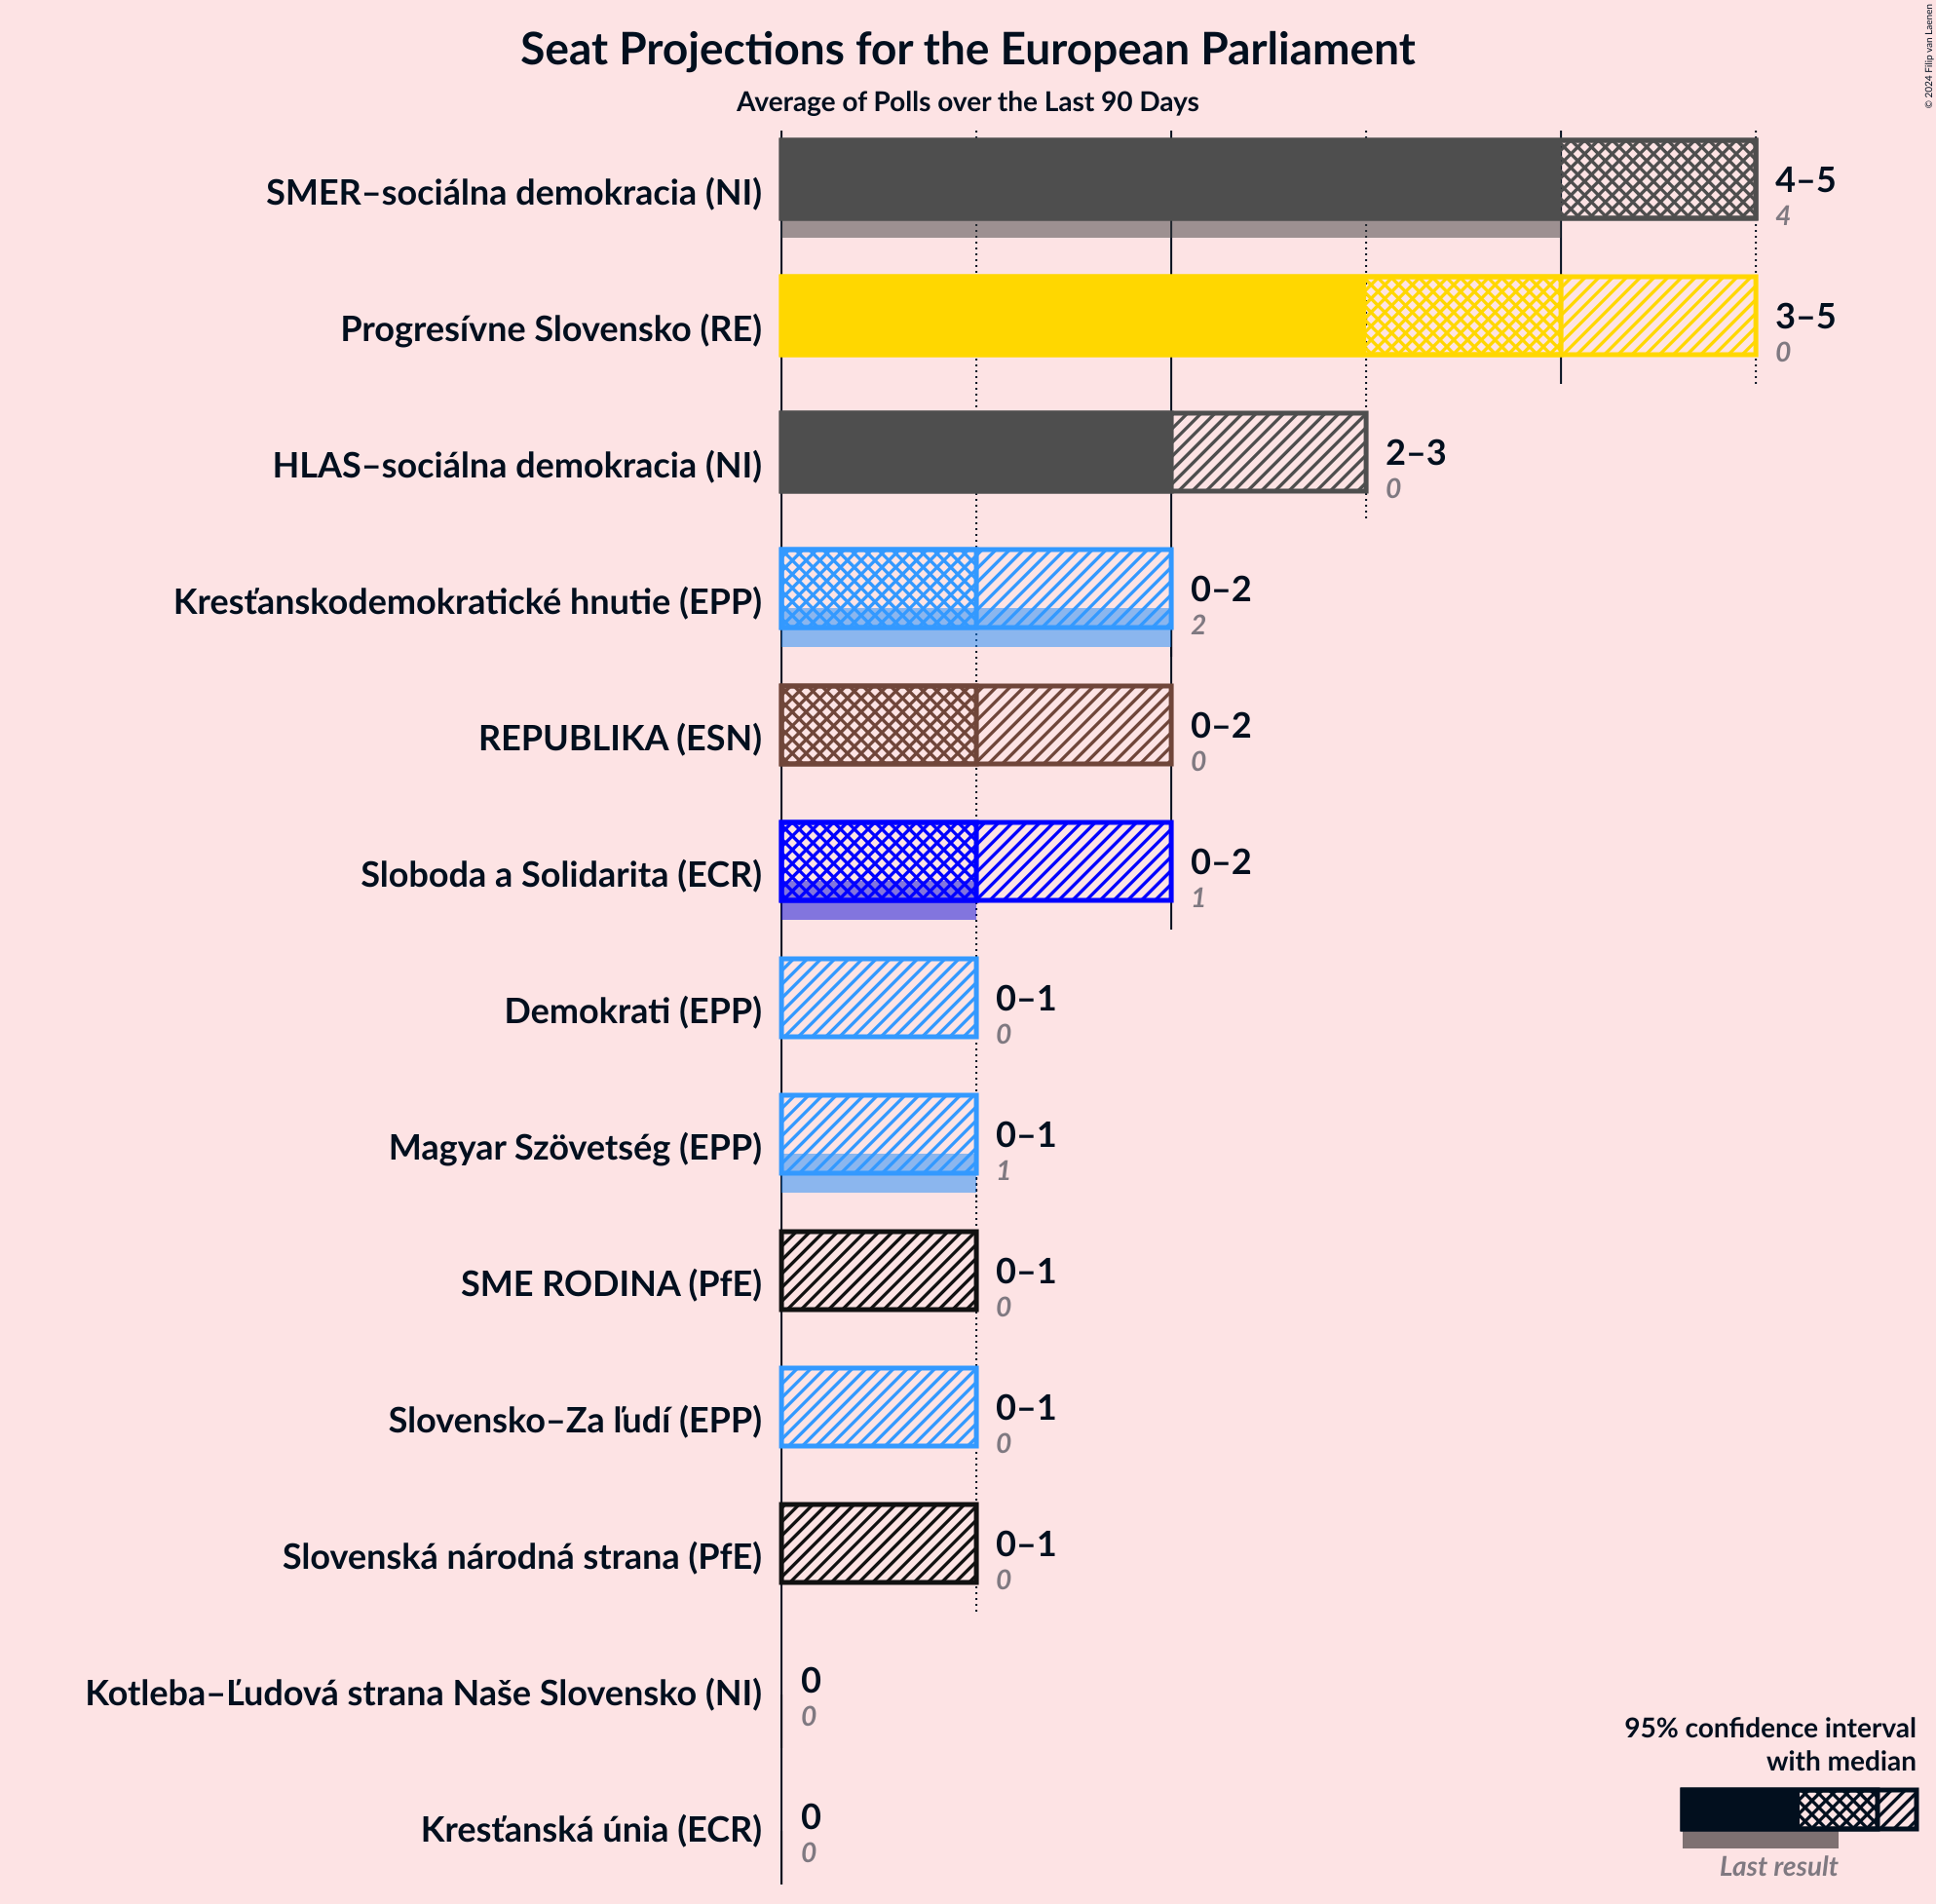 Seat Projections for the European Parliament
Average of Polls over the Last 90 Days
© 2024 Filip van Laenen
SMER–sociálna demokracia (NI)
4–5
4
Progresívne Slovensko (RE)
3–5
0
HLAS–sociálna demokracia (NI)
2–3
0
Kresťanskodemokratické hnutie (EPP)
0–2
2
REPUBLIKA (ESN)
0–2
0
Sloboda a Solidarita (ECR)
0–2
1
Demokrati (EPP)
0–1
0
Magyar Szövetség (EPP)
0–1
1
SME RODINA (PfE)
0–1
0
Slovensko–Za ľudí (EPP)
0–1
0
Slovenská národná strana (PfE)
0–1
0
Kotleba–Ľudová strana Naše Slovensko (NI)
0
0
Kresťanská únia (ECR)
0
0
95% confidence interval
with median
Last result